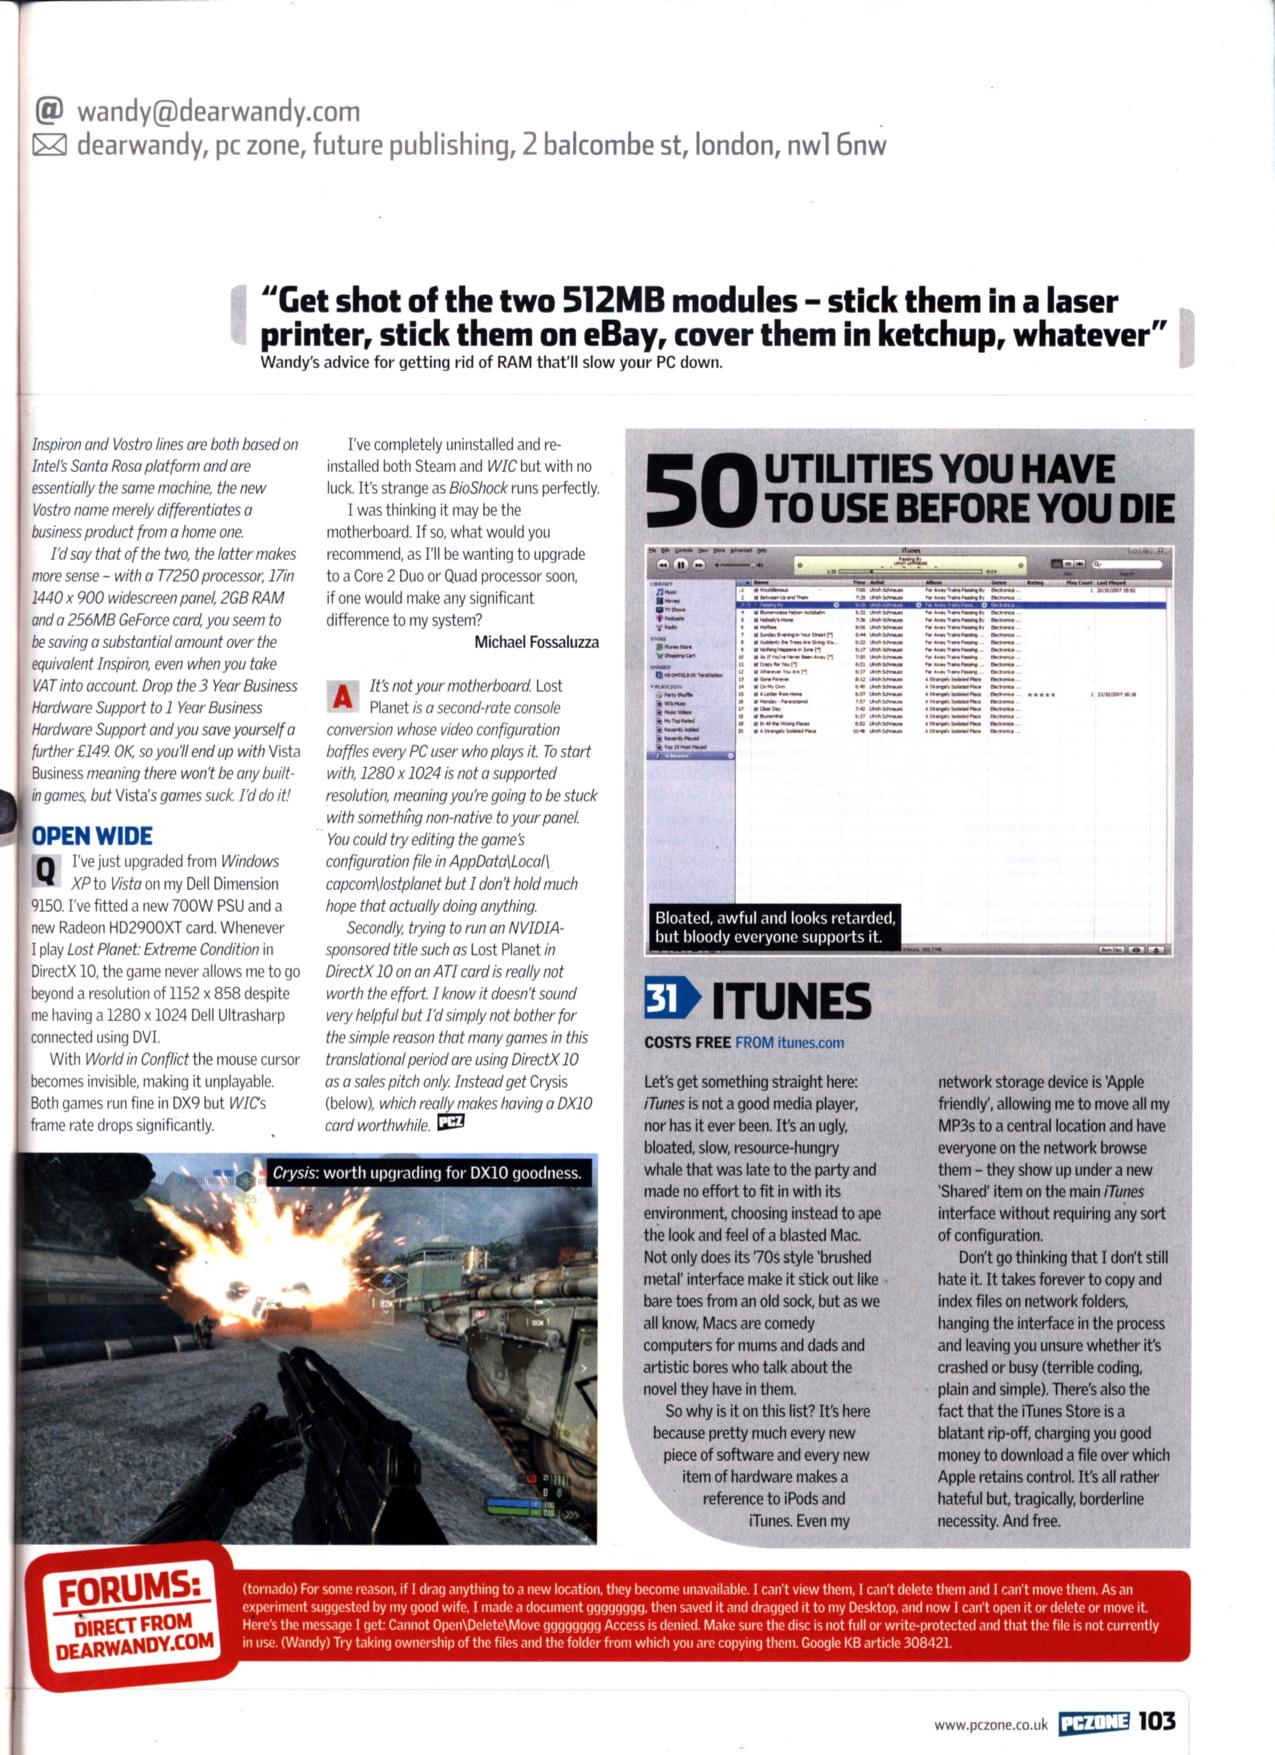 @ wandy@dearwandy.com
dearwandy, pc zone, future publishing, 2 balcombe st, london, nw1 6nw
“Get shot of the two 512MB modules – stick them in a laser
printer, stick them on eBay, cover them in ketchup, whatever”
Wandy's advice for getting rid of RAM that'll slow your PC down.
Inspiron and Vostro lines are both based on
Intel's Santa Rosa platform and are
essentially the same machine, the new
Vostro name merely differentiates a
business product from a home one.
I'd say that of the two, the latter makes
more sense – with a T7250 processor, 17in
1440 x 900 widescreen panel, 2GB RAM
and a 256MB GeForce card, you seem to
be saving a substantial amount over the
equivalent Inspiron, even when you take
VAT into account. Drop the 3 Year Business
Hardware Support to 1 Year Business
Hardware Support and you save yourself a
further £149. OK, so you'll end up with Vista
Business meaning there won't be any built-
in games, but Vista's games suck. I'd do it!
OPEN WIDE
Q I've just upgraded from Windows
XP to Vista on my Dell Dimension
9150. I've fitted a new 700W PSU and a
new Radeon HD2900XT card. Whenever
I play Lost Planet: Extreme Condition in
DirectX 10, the game never allows me to go
beyond a resolution of 1152 x 858 despite
me having a 1280 x 1024 Dell Ultrasharp
connected using DVI.
With World in Conflict the mouse cursor
becomes invisible, making it unplayable.
Both games run fine in DX9 but WIC's
frame rate drops significantly.
I've completely uninstalled and re-
installed both Steam and WIC but with no
luck. It's strange as BioShock runs perfectly.
I was thinking it may be the
motherboard. If so, what would you
recommend, as I'll be wanting to upgrade
to a Core 2 Duo or Quad processor soon,
if one would make any significant
difference to my system?
Michael Fossaluzza
A It's not your motherboard. Lost
Planet is a second-rate console
conversion whose video configuration
baffles every PC user who plays it. To start
with, 1280 x 1024 is not a supported
resolution, meaning you're going to be stuck
with something non-native to your panel.
You could try editing the game's
configuration file in AppData\Local\
capcom\lostplanet but I don't hold much
hope that actually doing anything.
Secondly, trying to run an NVIDIA-
sponsored title such as Lost Planet in
DirectX 10 on an ATI card is really not
worth the effort. I know it doesn't sound
very helpful but I'd simply not bother for
the simple reason that many games in this
translational period are using DirectX 10
as a sales pitch only. Instead get Crysis
(below), which really makes having a DX10
card worthwhile. PCZ
Crysis: worth upgrading for DX10 goodness.
50 UTILITIES YOU HAVE
TO USE BEFORE YOU DIE
Bloated, awful and looks retarded,
but bloody everyone supports it.
31 ITUNES
COSTS FREE FROM itunes.com
Let's get something straight here:
iTunes is not a good media player,
nor has it ever been. It's an ugly,
bloated, slow, resource-hungry
whale that was late to the party and
made no effort to fit in with its
environment, choosing instead to ape
the look and feel of a blasted Mac.
Not only does its '70s style 'brushed
metal' interface make it stick out like
bare toes from an old sock, but as we
all know, Macs are comedy
computers for mums and dads and
artistic bores who talk about the
novel they have in them.
So why is it on this list? It's here
because pretty much every new
piece of software and every new
item of hardware makes a
reference to iPods and
iTunes. Even my
network storage device is 'Apple
friendly', allowing me to move all my
MP3s to a central location and have
everyone on the network browse
them – they show up under a new
'Shared' item on the main iTunes
interface without requiring any sort
of configuration.
Don't go thinking that I don't still
hate it. It takes forever to copy and
index files on network folders,
hanging the interface in the process
and leaving you unsure whether it's
crashed or busy (terrible coding,
plain and simple). There's also the
fact that the iTunes Store is a
blatant rip-off, charging you good
money to download a file over which
Apple retains control. It's all rather
hateful but, tragically, borderline
necessity. And free.
FORUMS:
DIRECT FROM
DEARWANDY.COM
(tornado) For some reason, if I drag anything to a new location, they become unavailable. I can't view them, I can't delete them and I can't move them. As an
experiment suggested by my good wife, I made a document gggggggg, then saved it and dragged it to my Desktop, and now I can't open it or delete or move it.
Here's the message I get: Cannot Open\Delete\Move gggggggg Access is denied. Make sure the disc is not full or write-protected and that the file is not currently
in use. (Wandy) Try taking ownership of the files and the folder from which you are copying them. Google KB article 308421.
www.pczone.co.uk PCZONE 103